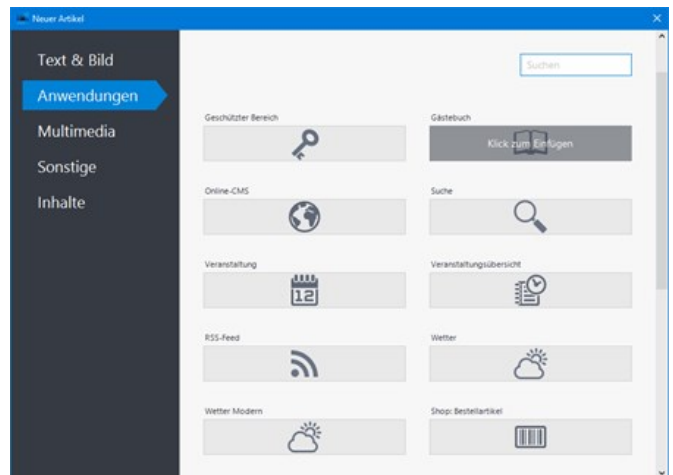 Neuer Artikel
Text & Bild
Anwendungen
Multimedia
Sonstige
Inhalte
Suchen
Geschützter Bereich
Gästebuch
Klick zum Einfügen
Online-CMS
Suche
Veranstaltung
Veranstaltungsübersicht
12
RSS-Feed
Wetter
Wetter Modern
Shop: Bestellartikel